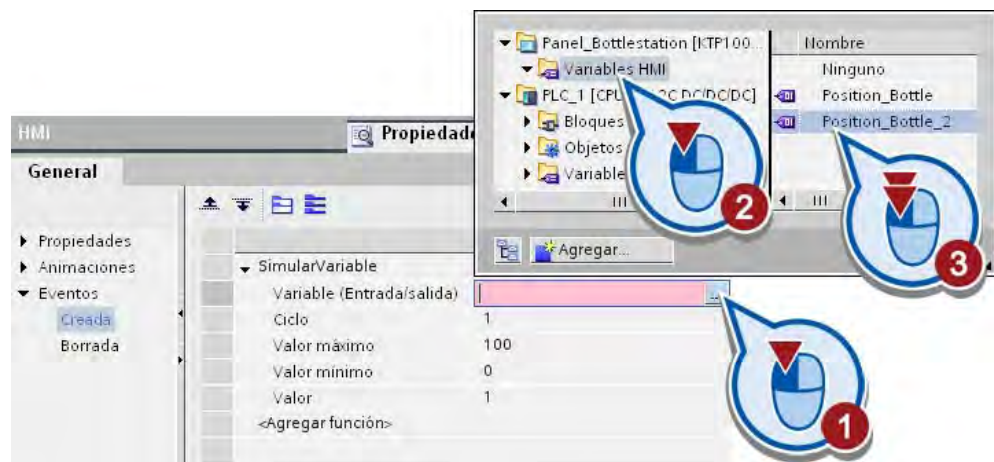 Panel_Bottlestation [KTP100...
Nombre
Variables HMI
Ninguno
PLC_1 [CPU 2C DC/DC/DC]
Position_Bottle
Bloques
Position_Bottle_2
Objetos
Variable
Agregar...
2
3
HMI
Propiedade
General
Propiedades
Animaciones
Eventos
Creada
Borrada
SimularVariable
Variable (Entrada/salida)
...
Ciclo 1
Valor máximo 100
Valor mínimo 0
Valor 1
<Agregar función>
1